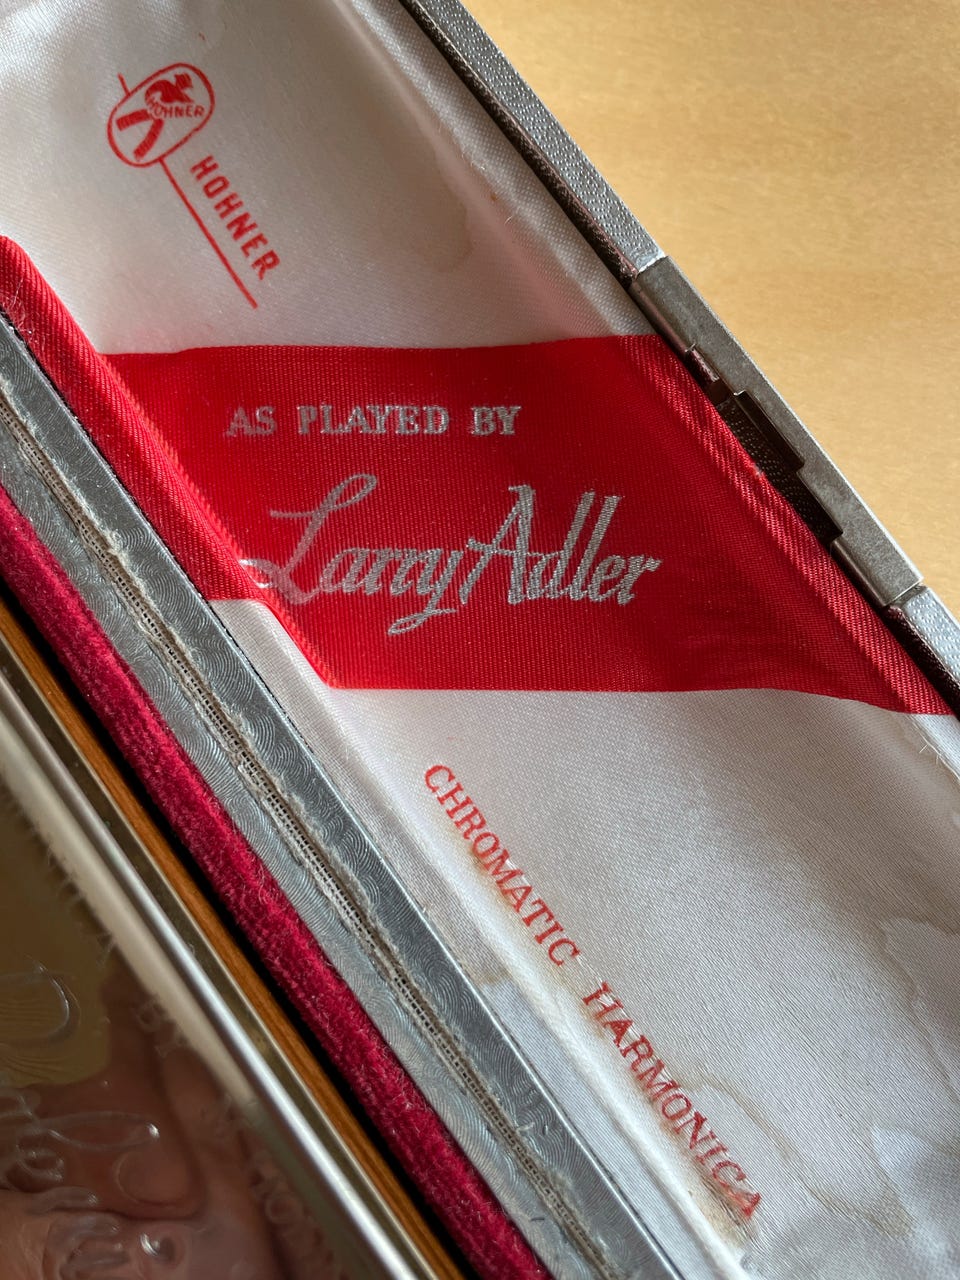 HOHNER
HOHNER
AS PLAYED BY
Larry Adler
CHROMATIC HARMONICA